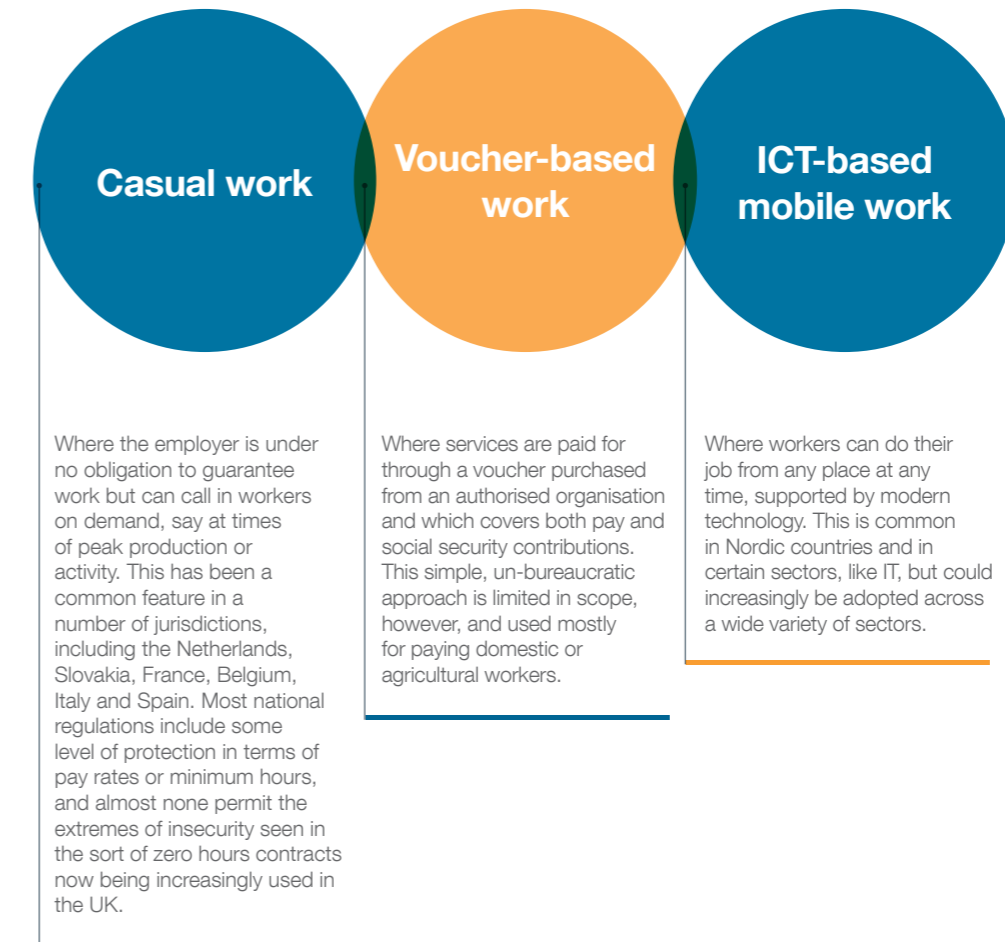 Casual work
Voucher-based
work
ICT-based
mobile work
Where the employer is under
no obligation to guarantee
work but can call in workers
on demand, say at times
of peak production or
activity. This has been a
common feature in a
number of jurisdictions,
including the Netherlands,
Slovakia, France, Belgium,
Italy and Spain. Most national
regulations include some
level of protection in terms of
pay rates or minimum hours,
and almost none permit the
extremes of insecurity seen in
the sort of zero hours contracts
now being increasingly used in
the UK.
Where services are paid for
through a voucher purchased
from an authorised organisation
and which covers both pay and
social security contributions.
This simple, un-bureaucratic
approach is limited in scope,
however, and used mostly
for paying domestic or
agricultural workers.
Where workers can do their
job from any place at any
time, supported by modern
technology. This is common
in Nordic countries and in
certain sectors, like IT, but could
increasingly be adopted across
a wide variety of sectors.